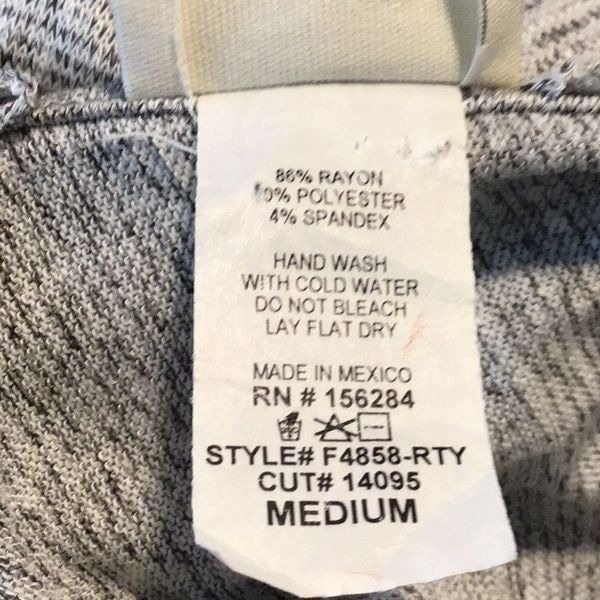 86% RAYON
10% POLYESTER
4% SPANDEX
HAND WASH
WITH COLD WATER
DO NOT BLEACH
LAY FLAT DRY
MADE IN MEXICO
RN # 156284
STYLE# F4858-RTY
CUT# 14095
MEDIUM